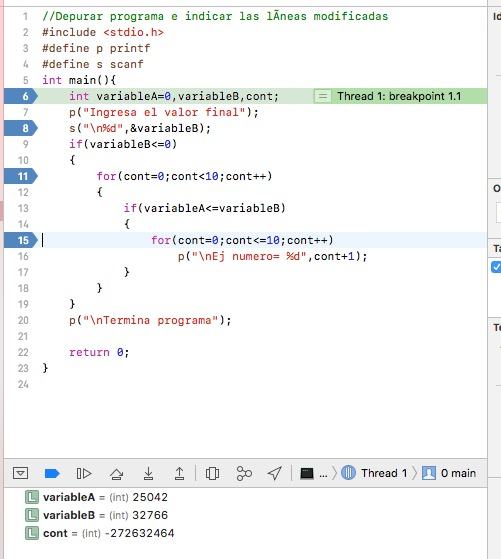 1 //Depurar programa e indicar las lÃneas modificadas
2 #include <stdio.h>
3 #define p printf
4 #define s scanf
5 int main(){
6 int variableA=0,variableB,cont; = Thread 1: breakpoint 1.1
7 p("Ingresa el valor final");
8 s("\n%d",&variableB);
9 if(variableB<=0)
10 {
11 for(cont=0;cont<10;cont++)
12 {
13 if(variableA<=variableB)
14 {
15 for(cont=0;cont<=10;cont++)
16 p("\nEj numero= %d",cont+1);
17 }
18 }
19 }
20 p("\nTermina programa");
21
22 return 0;
23 }
24
Id
O
Ta
Te
... Thread 1 0 main
L variableA = (int) 25042
L variableB = (int) 32766
L cont = (int) -272632464